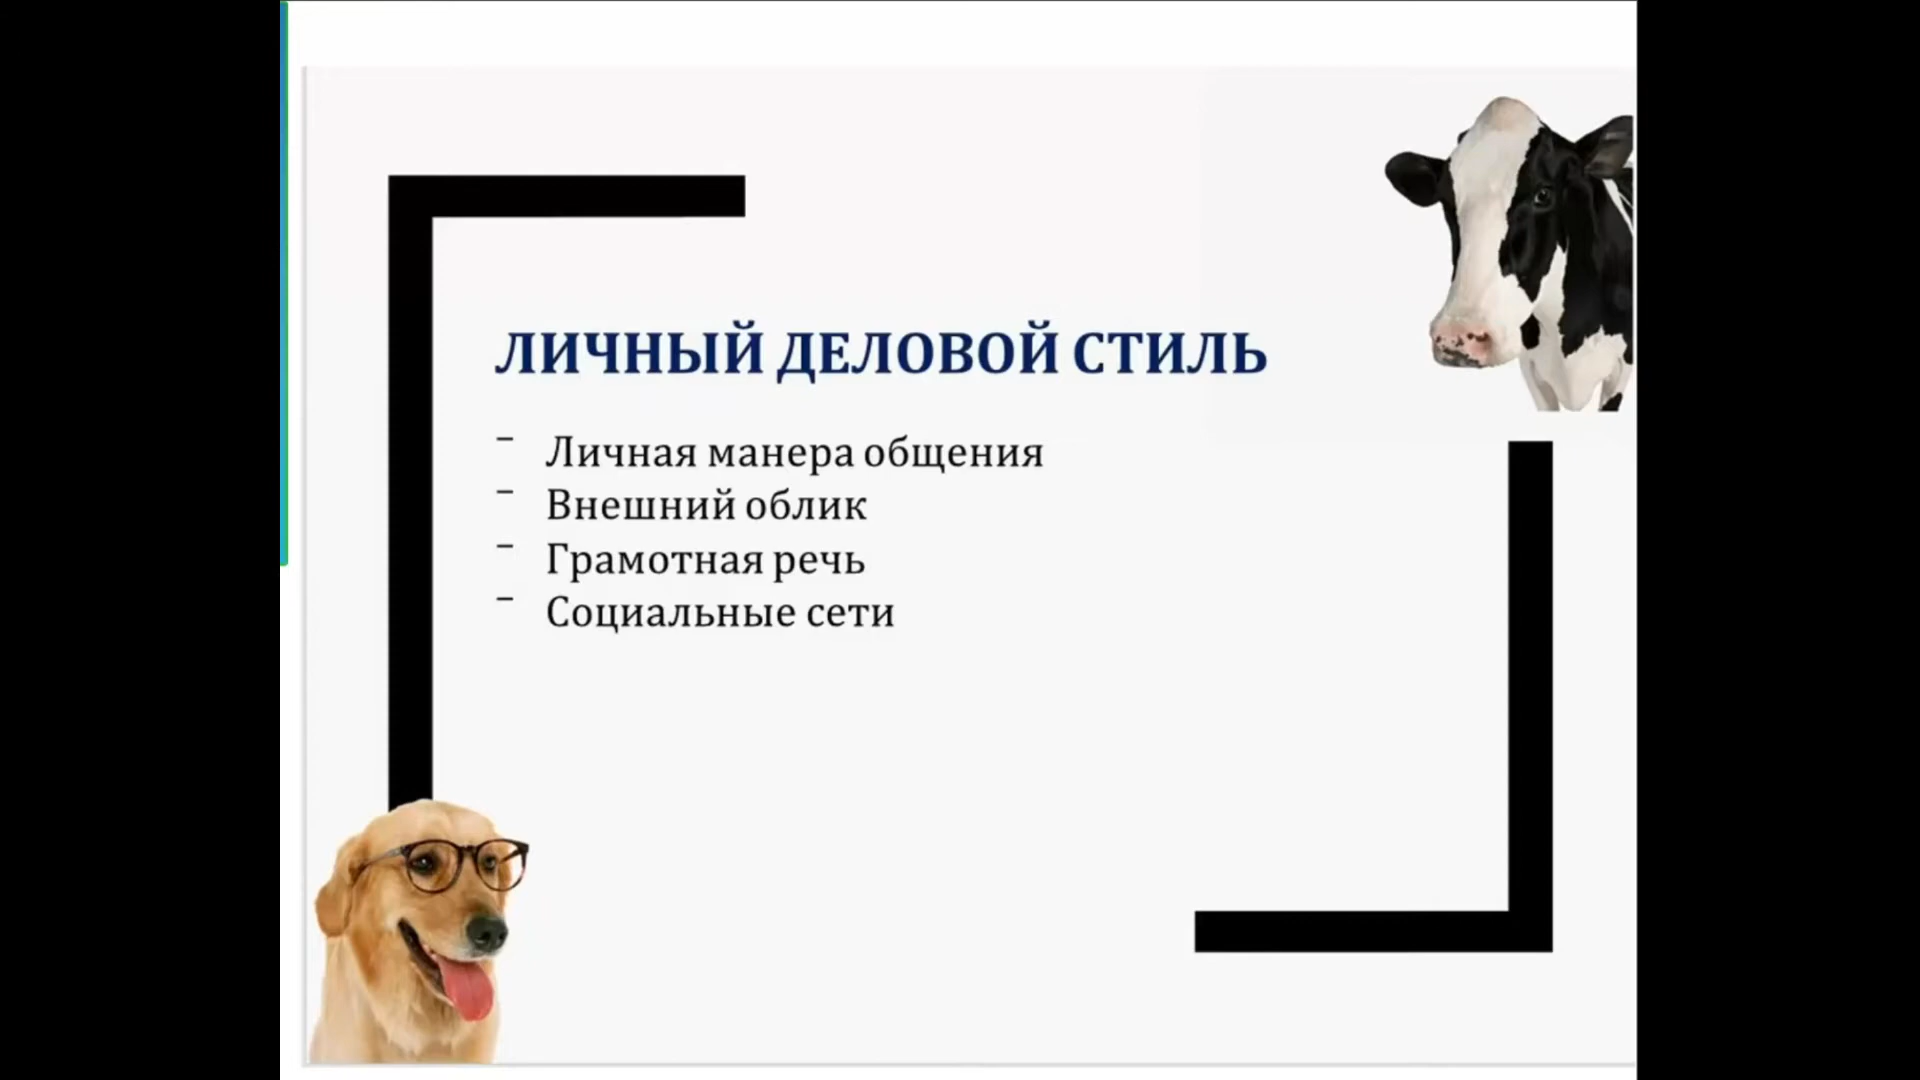 ЛИЧНЫЙ ДЕЛОВОЙ СТИЛЬ
- Личная манера общения
- Внешний облик
- Грамотная речь
- Социальные сети